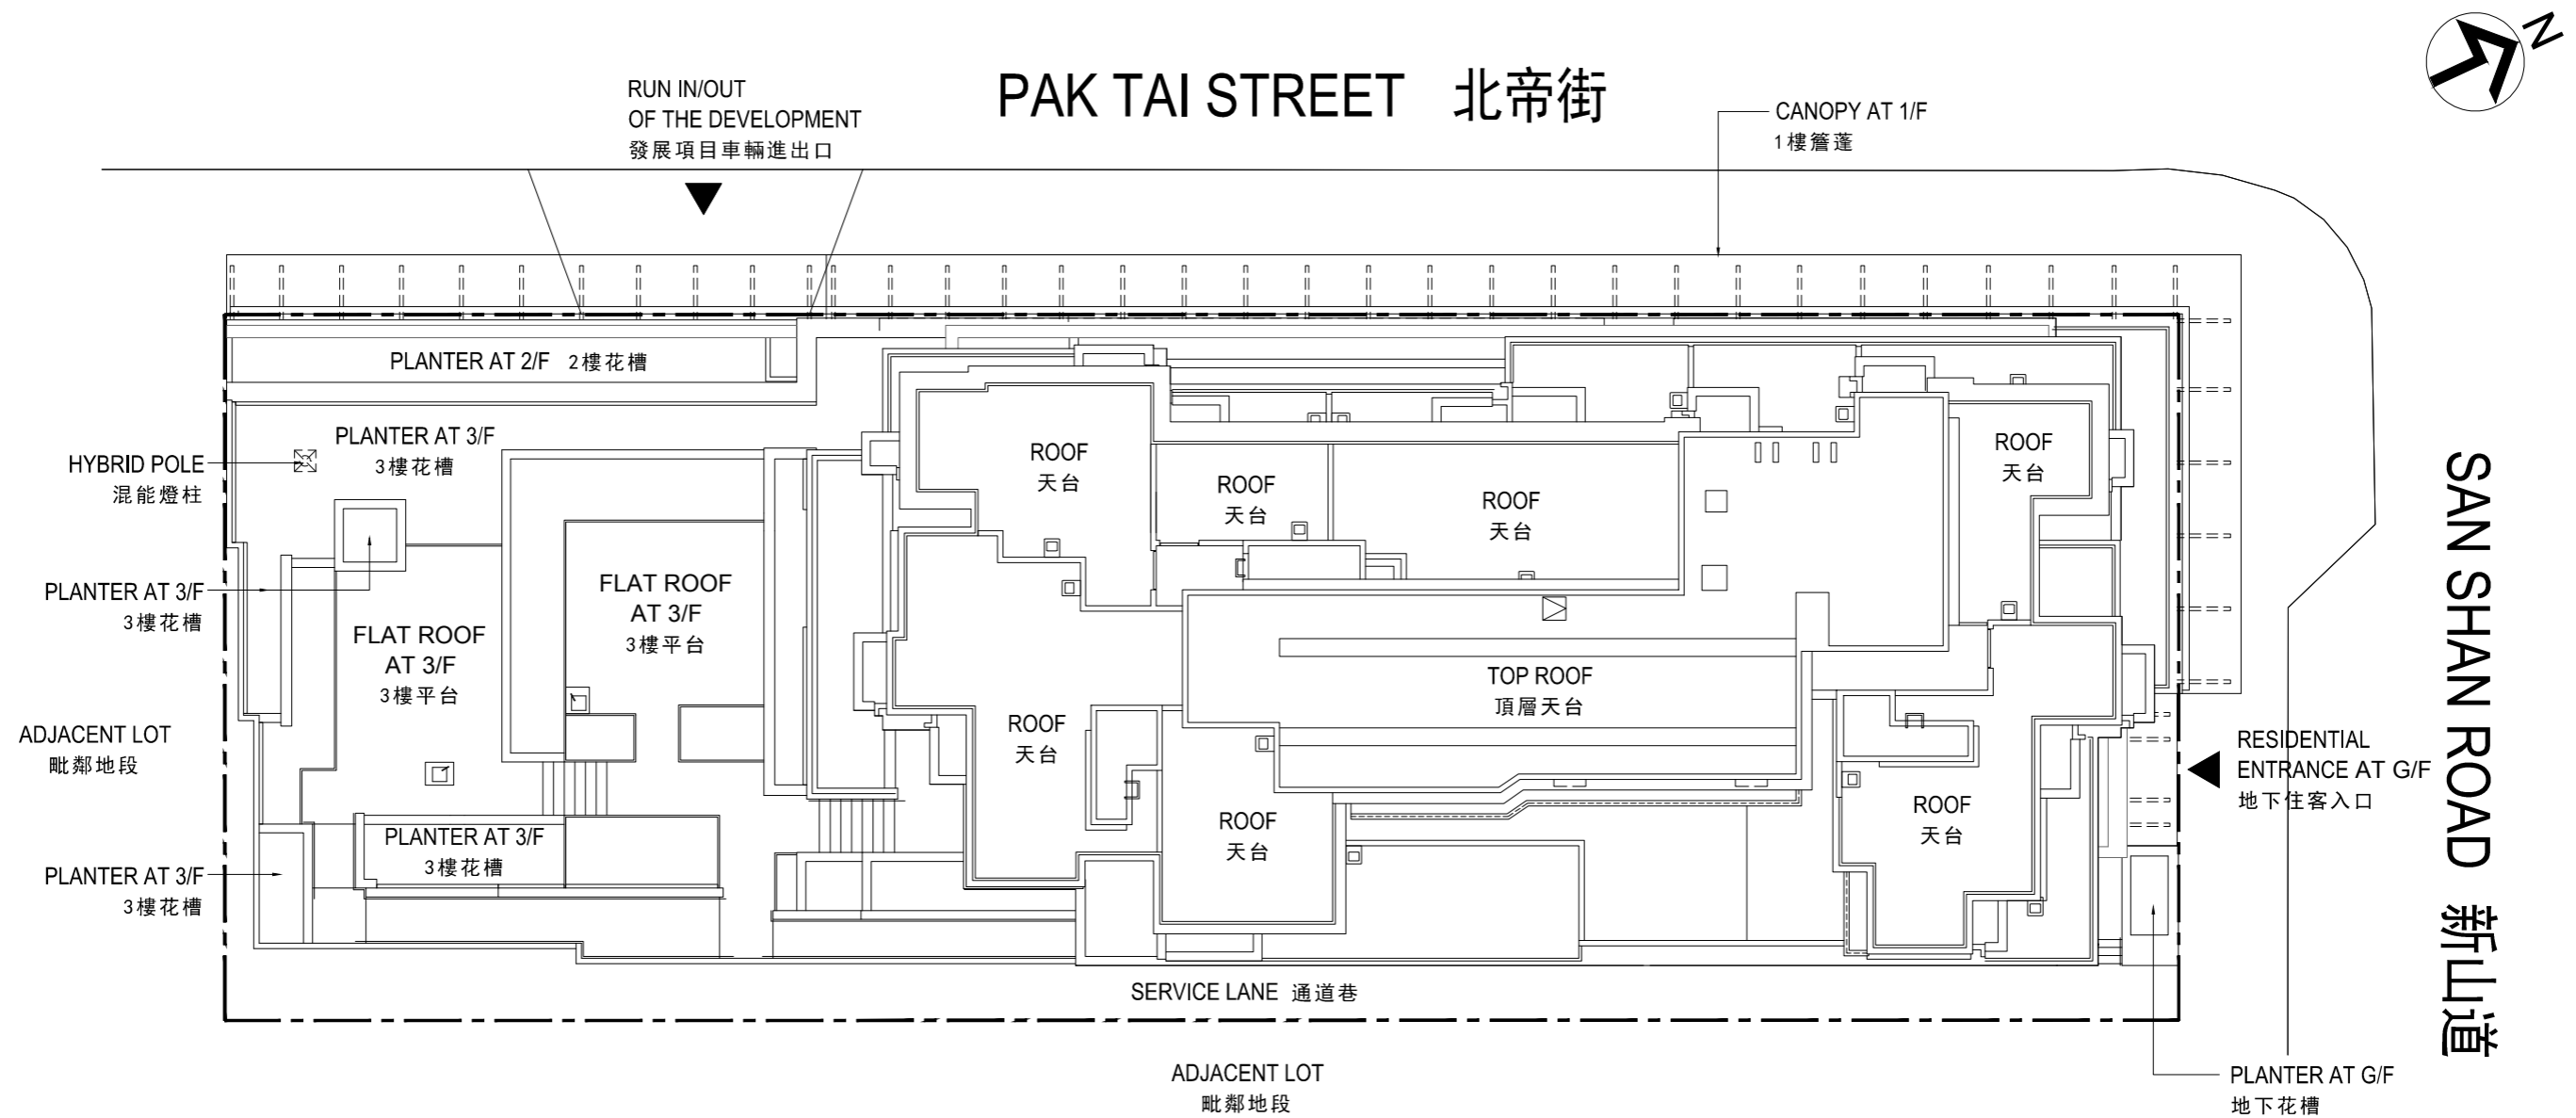 N
PAK TAI STREET 北帝街
RUN IN/OUT
OF THE DEVELOPMENT
發展項目車輛進出口
CANOPY AT 1/F
1樓簷蓬
PLANTER AT 2/F 2樓花槽
PLANTER AT 3/F
3樓花槽
HYBRID POLE
混能燈柱
PLANTER AT 3/F
3樓花槽
FLAT ROOF
AT 3/F
3樓平台
FLAT ROOF
AT 3/F
3樓平台
ROOF
天台
ROOF
天台
ROOF
天台
ROOF
天台
TOP ROOF
頂層天台
ROOF
天台
ROOF
天台
ROOF
天台
ADJACENT LOT
毗鄰地段
PLANTER AT 3/F
3樓花槽
PLANTER AT 3/F
3樓花槽
RESIDENTIAL
ENTRANCE AT G/F
地下住客入口
SAN SHAN ROAD 新山道
SERVICE LANE 通道巷
ADJACENT LOT
毗鄰地段
PLANTER AT G/F
地下花槽